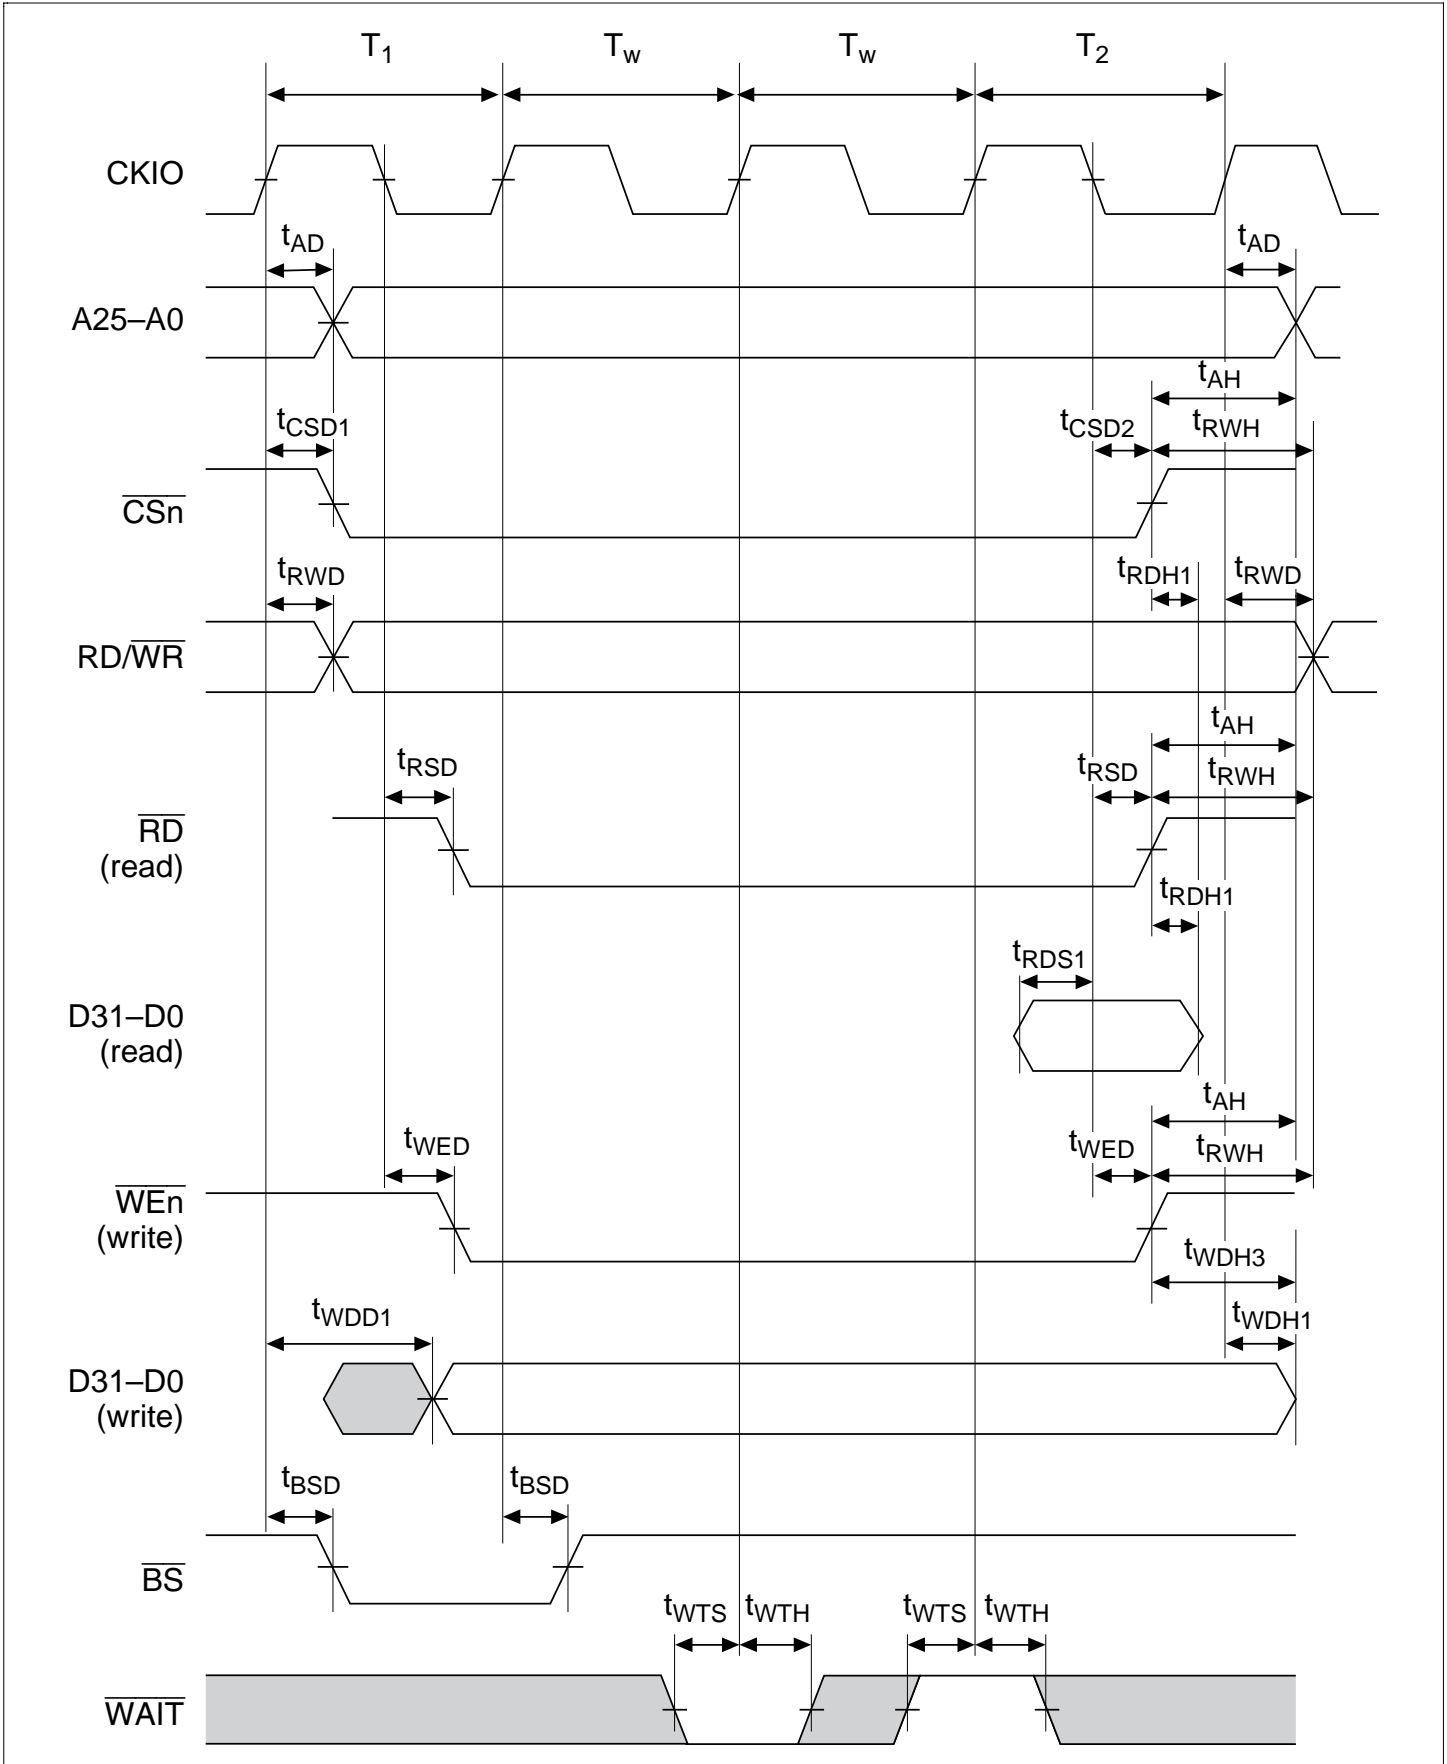 T1 Tw Tw T2
CKIO
tAD tAD
A25–A0
tAH
tCSD1 tCSD2 tRWH
CSn
tRWD tRDH1 tRWD
RD/WR
tAH
tRSD tRSD tRWH
RD
(read)
tRDH1
tRDS1
D31–D0
(read)
tAH
tWED tWED tRWH
WEn
(write)
tWDH3
tWDD1 tWDH1
D31–D0
(write)
tBSD tBSD
BS
tWTS tWTH tWTS tWTH
WAIT